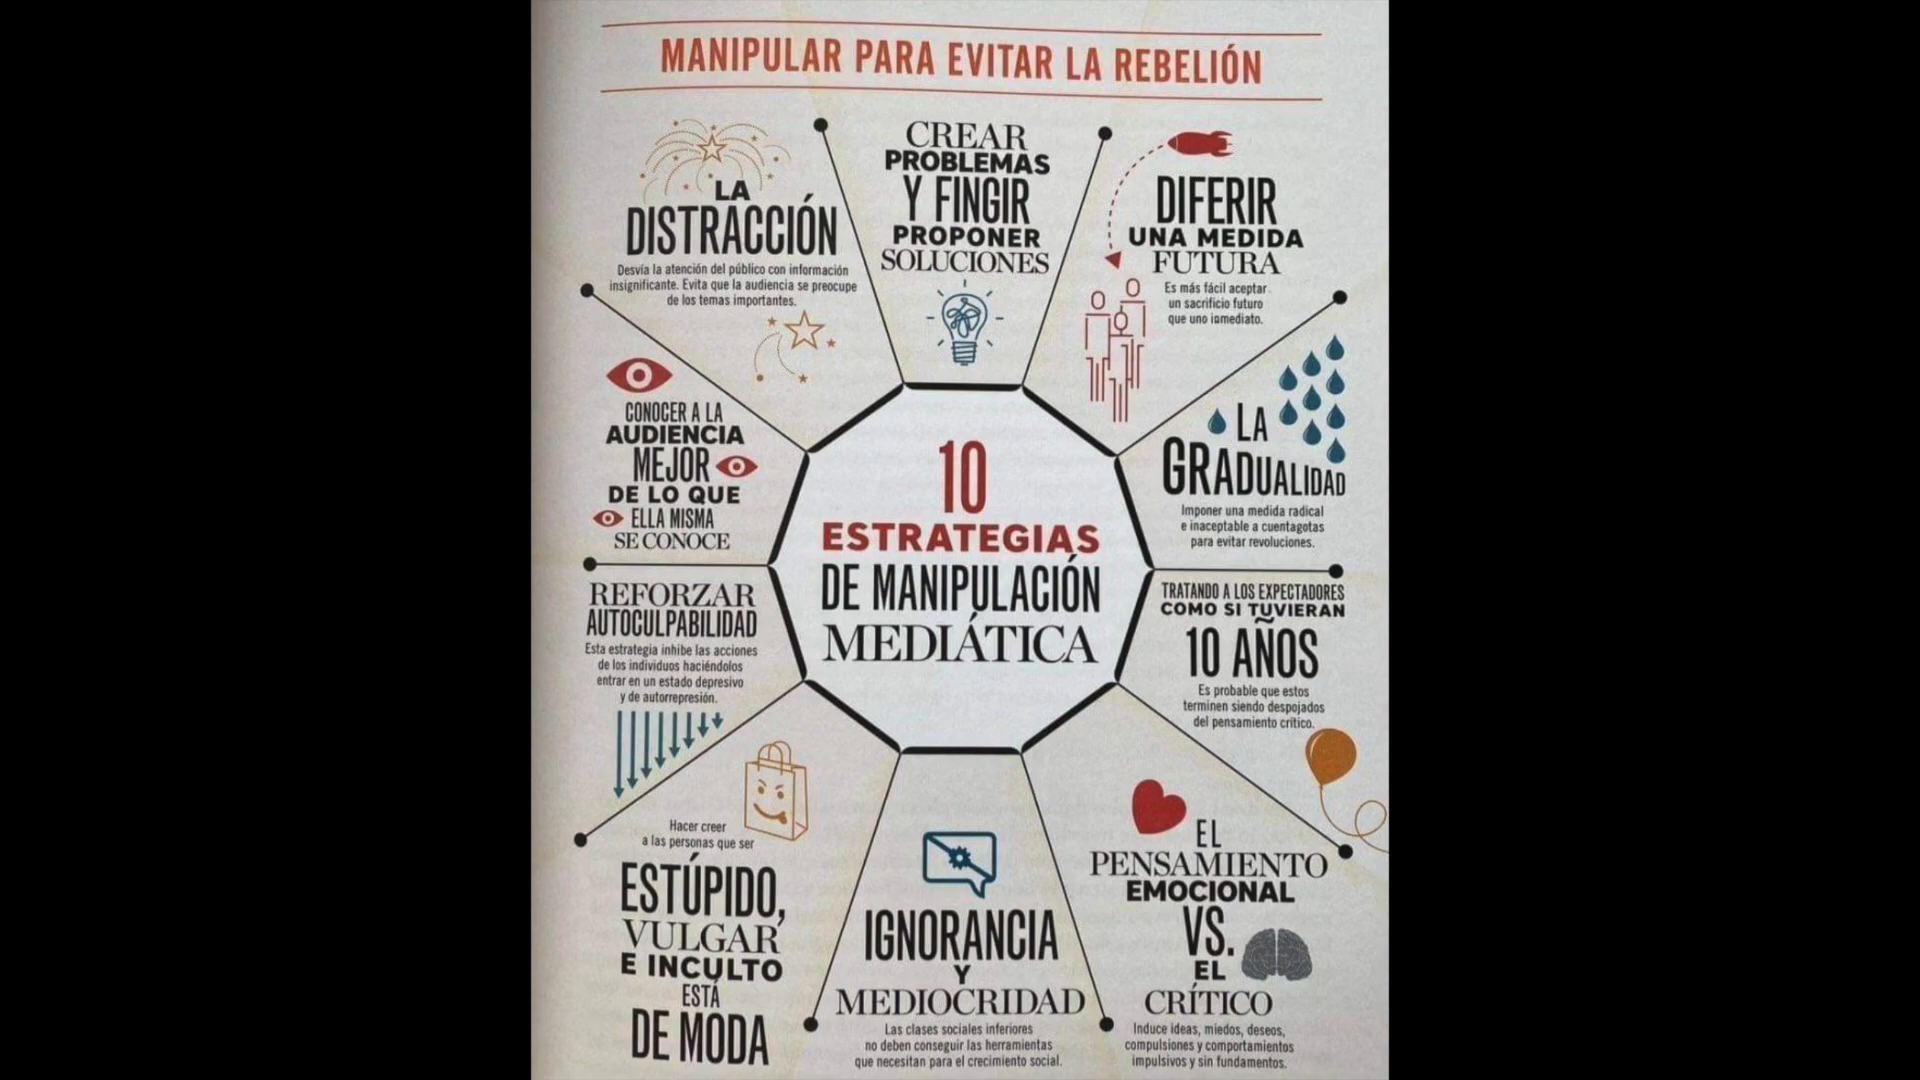 MANIPULAR PARA EVITAR LA REBELIÓN
LA
DISTRACCIÓN
Desvía la atención del público con información
insignificante. Evita que la audiencia se preocupe
de los temas importantes.
CREAR
PROBLEMAS
Y FINGIR
PROPONER
SOLUCIONES
DIFERIR
UNA MEDIDA
FUTURA
Es más fácil aceptar
un sacrificio futuro
que uno inmediato.
LA
GRADUALIDAD
Imponer una medida radical
e inaceptable a cuentagotas
para evitar revoluciones.
TRATANDO A LOS EXPECTADORES
COMO SI TUVIERAN
10 AÑOS
Es probable que estos
terminen siendo despojados
del pensamiento crítico.
EL
PENSAMIENTO
EMOCIONAL
VS.
EL
CRÍTICO
Induce ideas, miedos, deseos,
compulsiones y comportamientos
impulsivos y sin fundamentos.
IGNORANCIA
Y
MEDIOCRIDAD
Las clases sociales inferiores
no deben conseguir las herramientas
que necesitan para el crecimiento social.
Hacer creer
a las personas que ser
ESTÚPIDO,
VULGAR
E INCULTO
ESTÁ
DE MODA
REFORZAR
AUTOCULPABILIDAD
Esta estrategia inhibe las acciones
de los individuos haciéndolos
entrar en un estado depresivo
y de autorrepresión.
CONOCER A LA
AUDIENCIA
MEJOR
DE LO QUE
ELLA MISMA
SE CONOCE
10
ESTRATEGIAS
DE MANIPULACIÓN
MEDIÁTICA